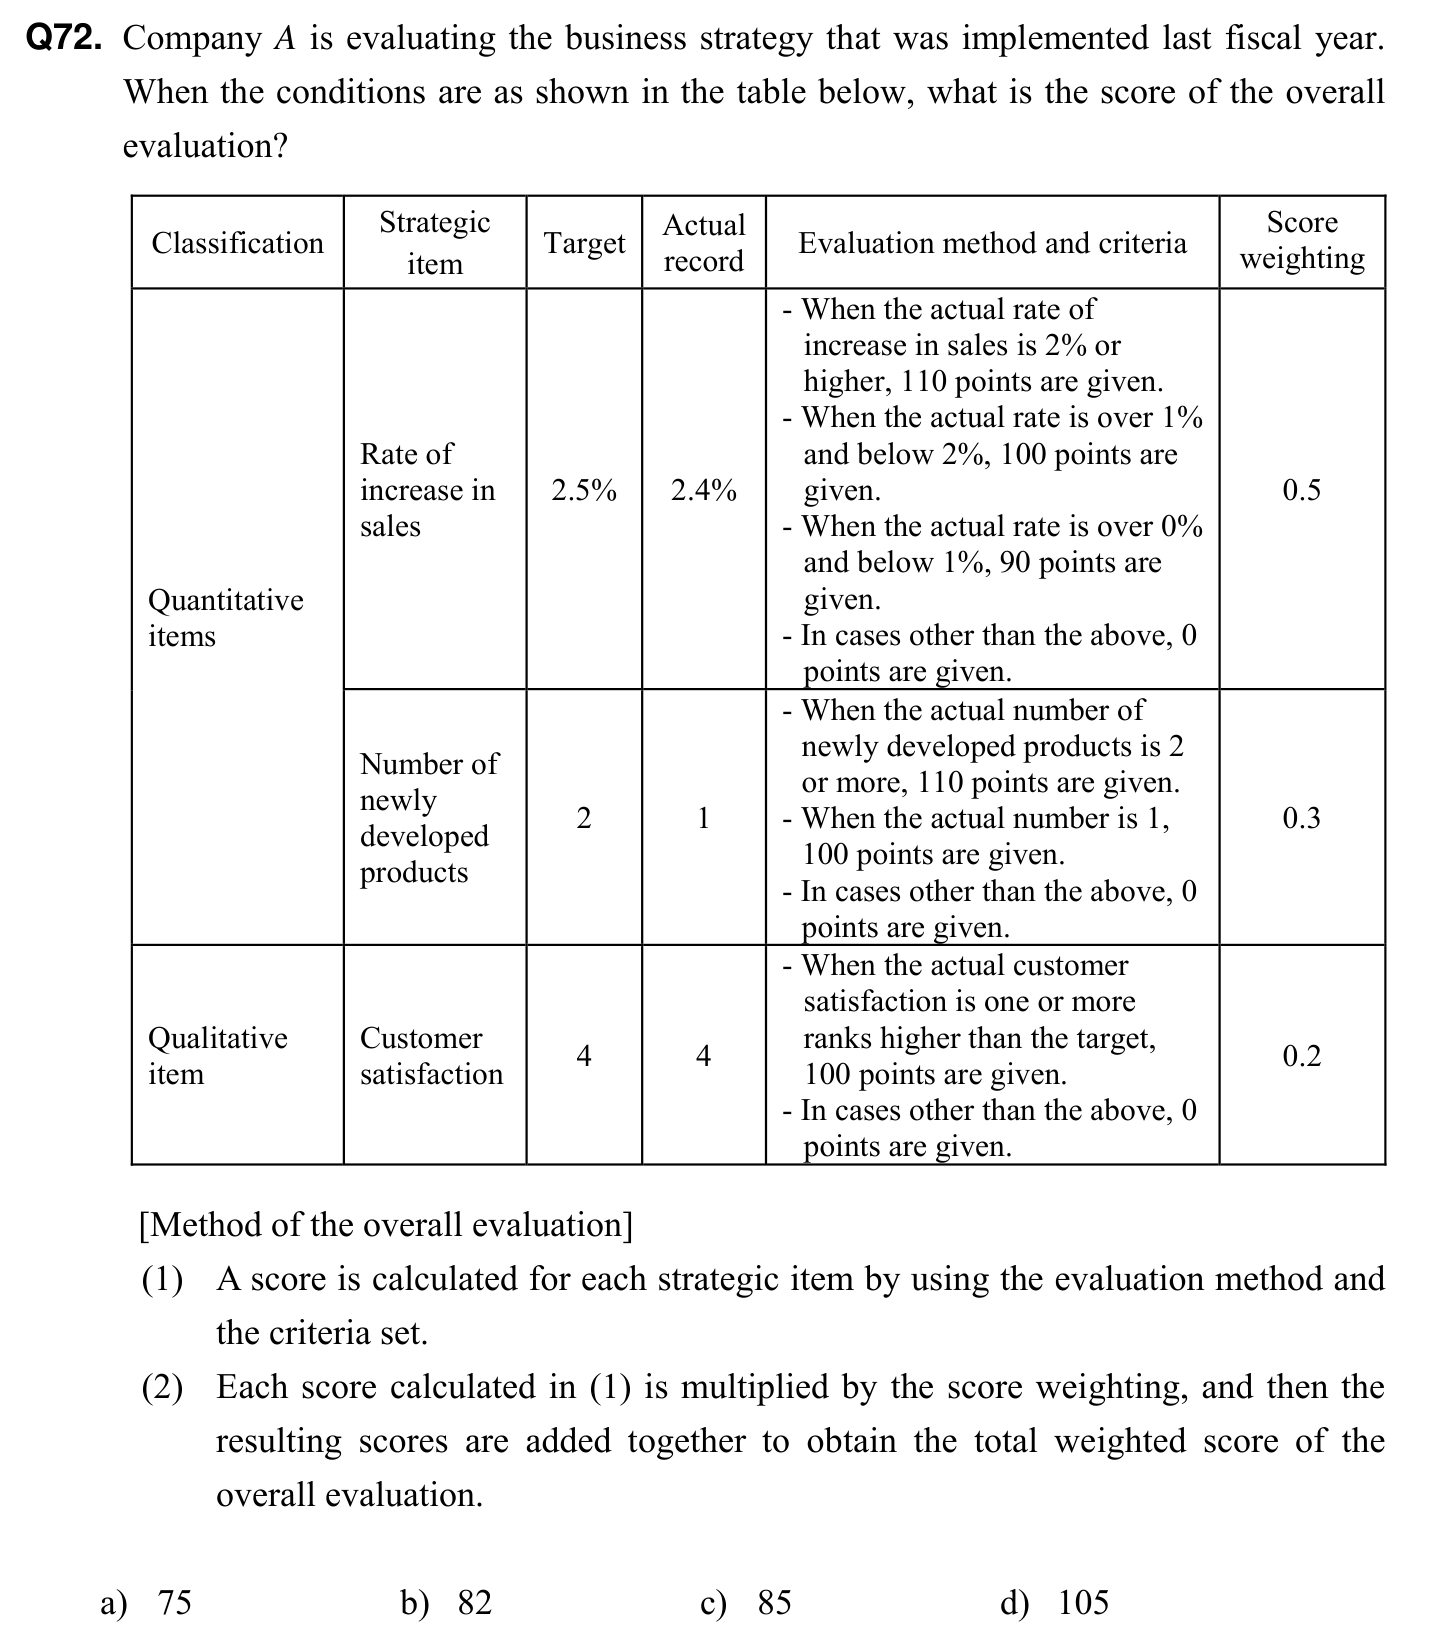 Q72. Company A is evaluating the business strategy that was implemented last fiscal year.
When the conditions are as shown in the table below, what is the score of the overall
evaluation?
Classification
Strategic
item
Target
Actual
record
Evaluation method and criteria
Score
weighting
Quantitative
items
Rate of
increase in
sales
2.5%
2.4%
- When the actual rate of
increase in sales is 2% or
higher, 110 points are given.
- When the actual rate is over 1%
and below 2%, 100 points are
given.
- When the actual rate is over 0%
and below 1%, 90 points are
given.
- In cases other than the above, 0
points are given.
0.5
Number of
newly
developed
products
2
1
- When the actual number of
newly developed products is 2
or more, 110 points are given.
- When the actual number is 1,
100 points are given.
- In cases other than the above, 0
points are given.
0.3
Qualitative
item
Customer
satisfaction
4
4
- When the actual customer
satisfaction is one or more
ranks higher than the target,
100 points are given.
- In cases other than the above, 0
points are given.
0.2
[Method of the overall evaluation]
(1) A score is calculated for each strategic item by using the evaluation method and
the criteria set.
(2) Each score calculated in (1) is multiplied by the score weighting, and then the
resulting scores are added together to obtain the total weighted score of the
overall evaluation.
a) 75 b) 82 c) 85 d) 105